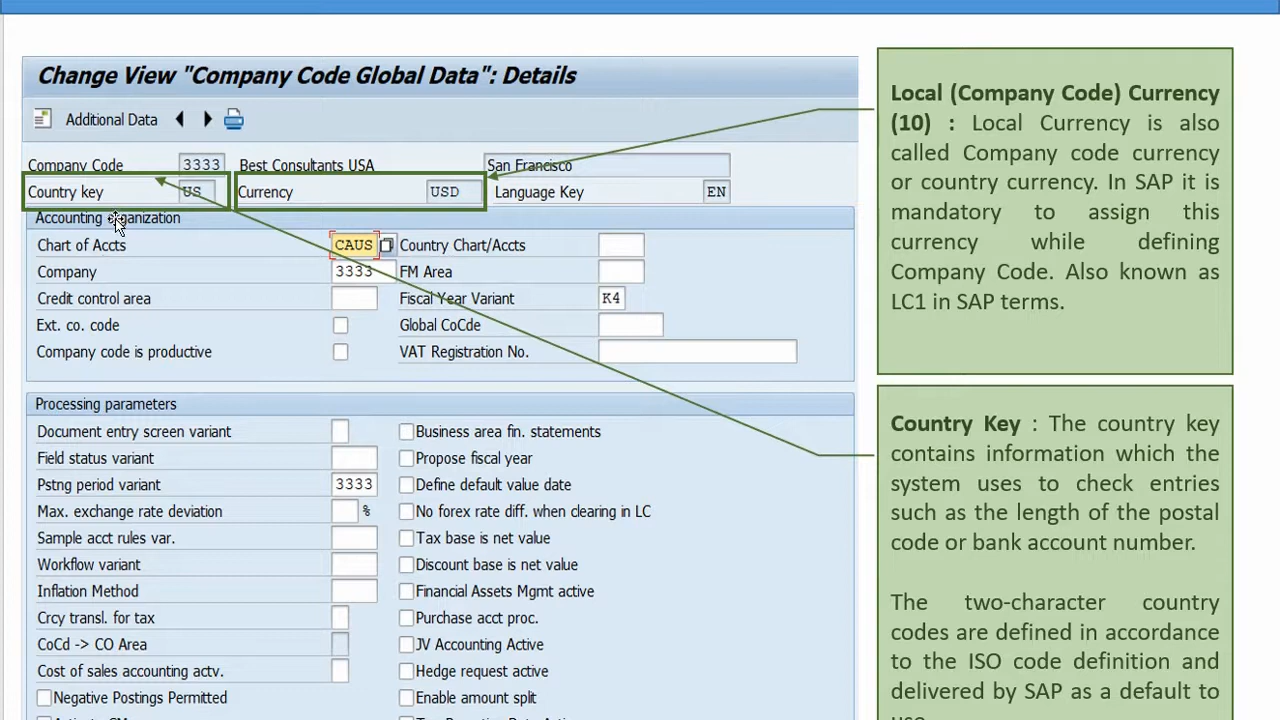 Change View "Company Code Global Data": Details
Additional Data
Company Code 3333 Best Consultants USA San Francisco
Country key US Currency USD Language Key EN
Accounting organization
Chart of Accts CAUS Country Chart/Accts
Company 3333 FM Area
Credit control area Fiscal Year Variant K4
Ext. co. code Global CoCde
Company code is productive VAT Registration No.
Processing parameters
Document entry screen variant Business area fin. statements
Field status variant Propose fiscal year
Pstng period variant 3333 Define default value date
Max. exchange rate deviation % No forex rate diff. when clearing in LC
Sample acct rules var. Tax base is net value
Workflow variant Discount base is net value
Inflation Method Financial Assets Mgmt active
Crcy transl. for tax Purchase acct proc.
CoCd -> CO Area JV Accounting Active
Cost of sales accounting actv. Hedge request active
Negative Postings Permitted Enable amount split
Local (Company Code) Currency
(10) : Local Currency is also
called Company code currency
or country currency. In SAP it is
mandatory to assign this
currency while defining
Company Code. Also known as
LC1 in SAP terms.
Country Key : The country key
contains information which the
system uses to check entries
such as the length of the postal
code or bank account number.
The two-character country
codes are defined in accordance
to the ISO code definition and
delivered by SAP as a default to